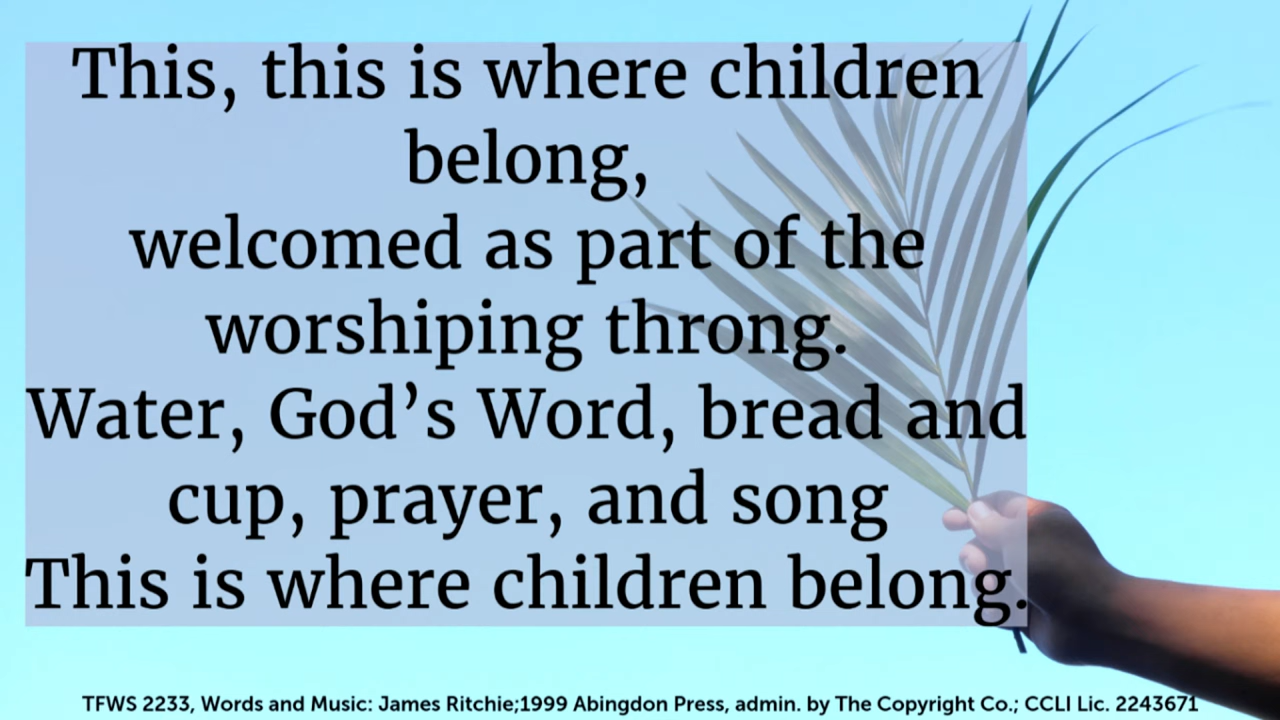 This, this is where children
belong,
welcomed as part of the
worshiping throng.
Water, God’s Word, bread and
cup, prayer, and song
This is where children belong.
TFWS 2233, Words and Music: James Ritchie;1999 Abingdon Press, admin. by The Copyright Co.; CCLI Lic. 2243671